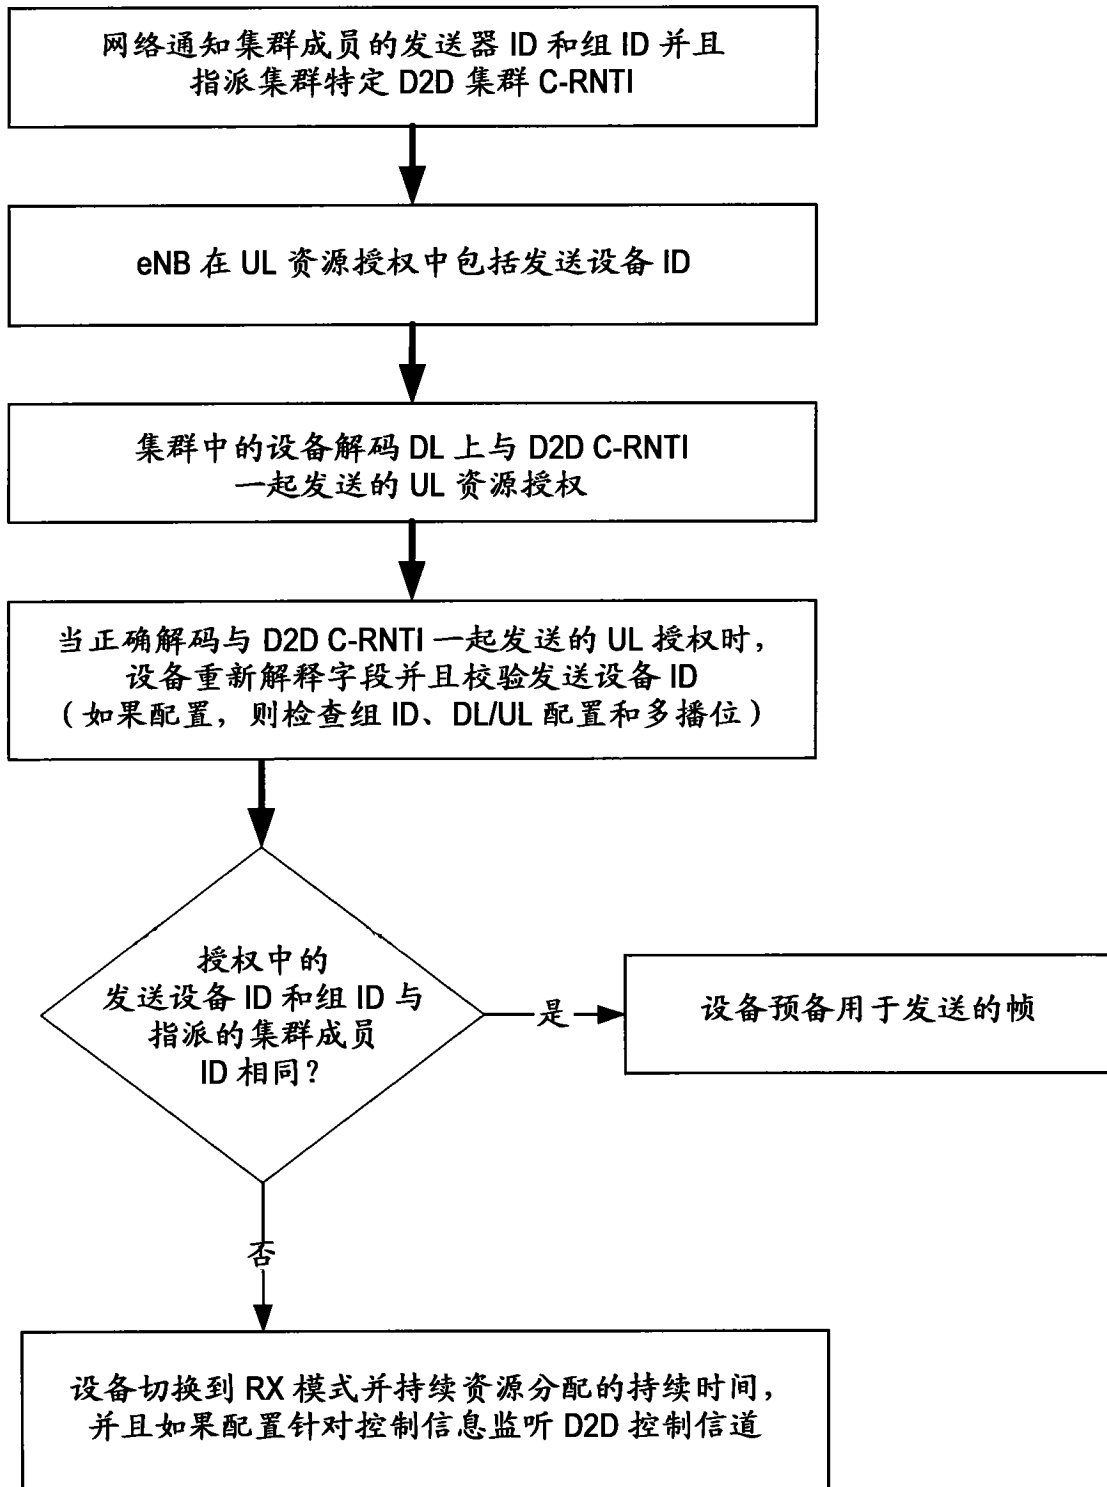 网络通知集群成员的发送器 ID 和组 ID 并且
指派集群特定 D2D 集群 C-RNTI
eNB 在 UL 资源授权中包括发送设备 ID
集群中的设备解码 DL 上与 D2D C-RNTI
一起发送的 UL 资源授权
当正确解码与 D2D C-RNTI 一起发送的 UL 授权时，
设备重新解释字段并且校验发送设备 ID
（如果配置，则检查组 ID、DL/UL 配置和多播位）
授权中的
发送设备 ID 和组 ID 与
指派的集群成员
ID 相同？
是
设备预备用于发送的帧
否
设备切换到 RX 模式并持续资源分配的持续时间，
并且如果配置针对控制信息监听 D2D 控制信道